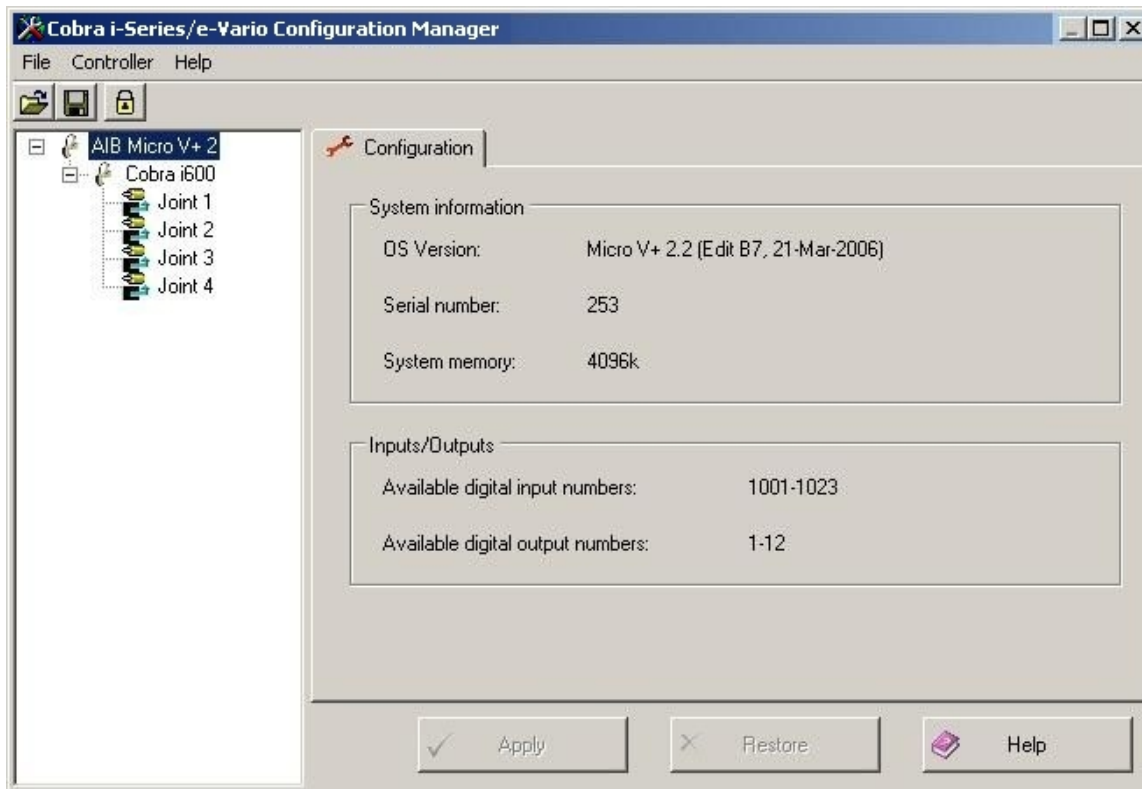 Cobra i-Series/e-Vario Configuration Manager
File Controller Help
AIB Micro V+ 2
Cobra i600
Joint 1
Joint 2
Joint 3
Joint 4
Configuration
System information
OS Version: Micro V+ 2.2 (Edit B7, 21-Mar-2006)
Serial number: 253
System memory: 4096k
Inputs/Outputs
Available digital input numbers: 1001-1023
Available digital output numbers: 1-12
Apply Restore Help